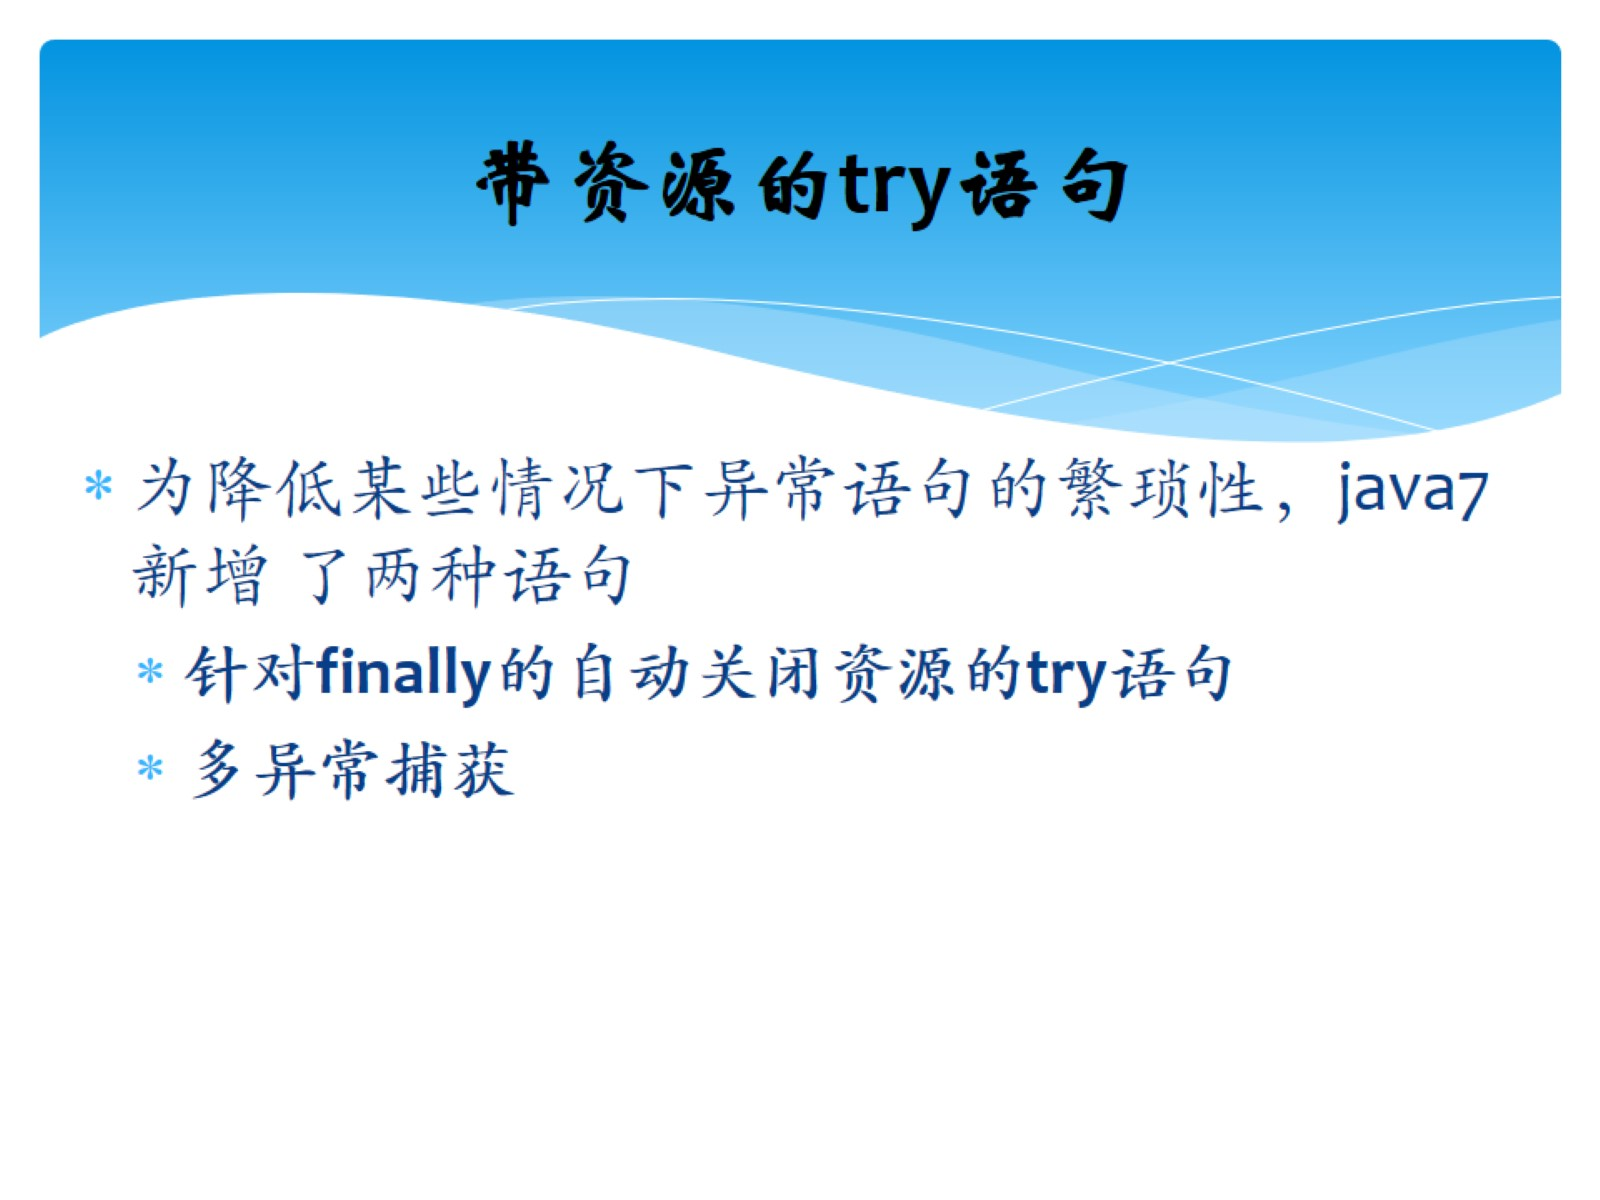 带资源的try语句
* 为降低某些情况下异常语句的繁琐性，java7
新增 了两种语句
* 针对finally的自动关闭资源的try语句
* 多异常捕获